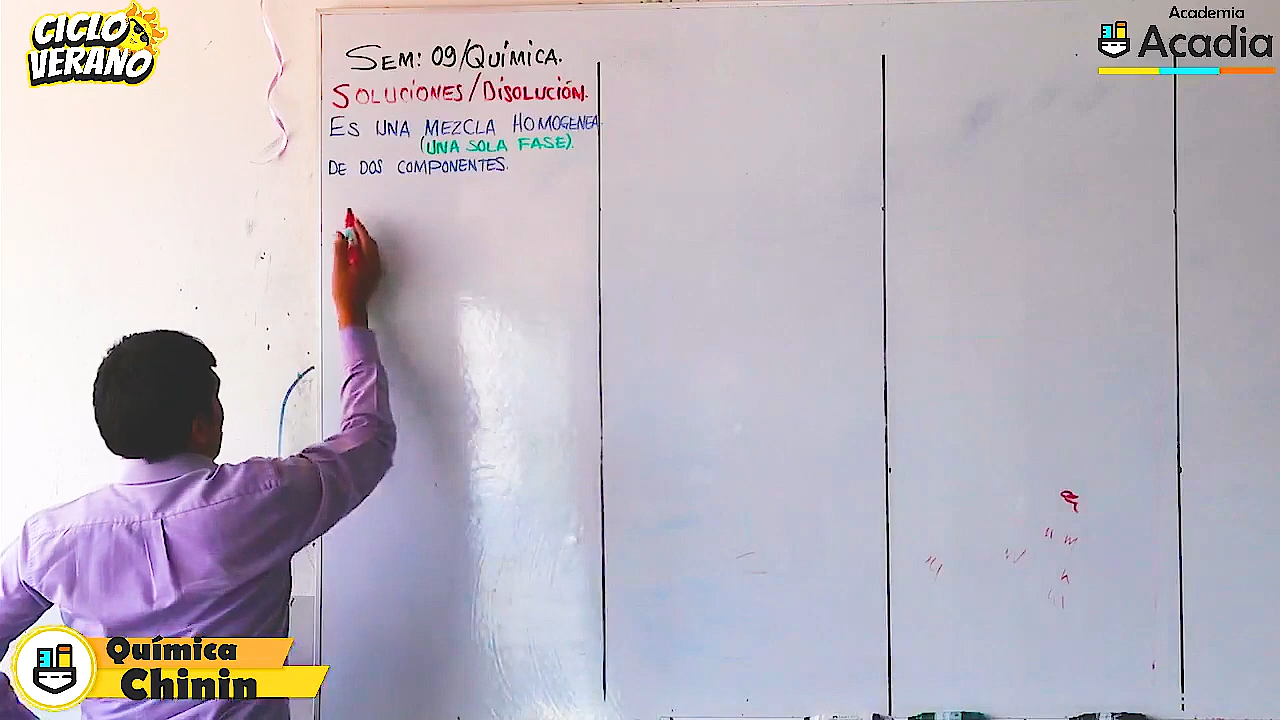 CICLO
VERANO
Academia
Acadia
SEM: 09/QUÍMICA.
SOLUCIONES/DISOLUCIÓN.
ES UNA MEZCLA HOMOGENEA
(UNA SOLA FASE).
DE DOS COMPONENTES.
Química
Chinin